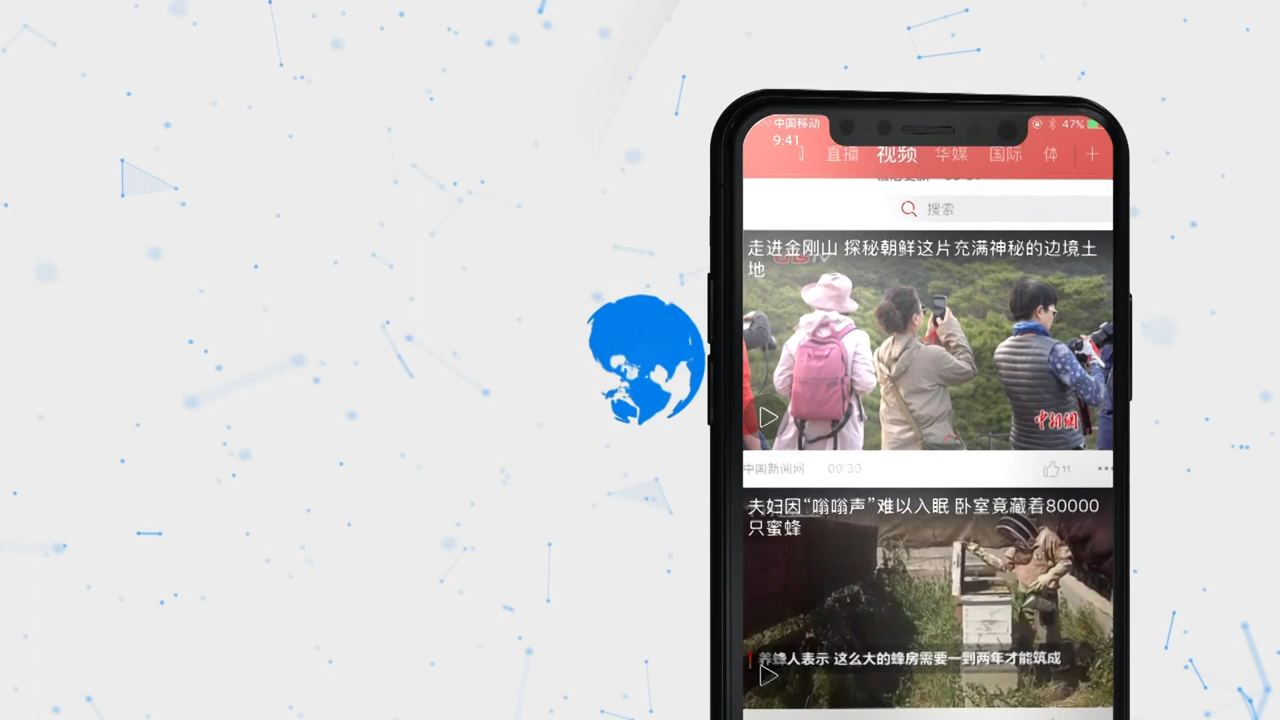 中国移动
47%
9:41
直播 视频 华媒 国际 体 +
搜索
走进金刚山 探秘朝鲜这片充满神秘的边境土
地
中新网
中国新闻网 09:39
11
夫妇因“嗡嗡声”难以入眠 卧室竟藏着80000
只蜜蜂
养蜂人表示 这么大的蜂房需要一到两年才能筑成